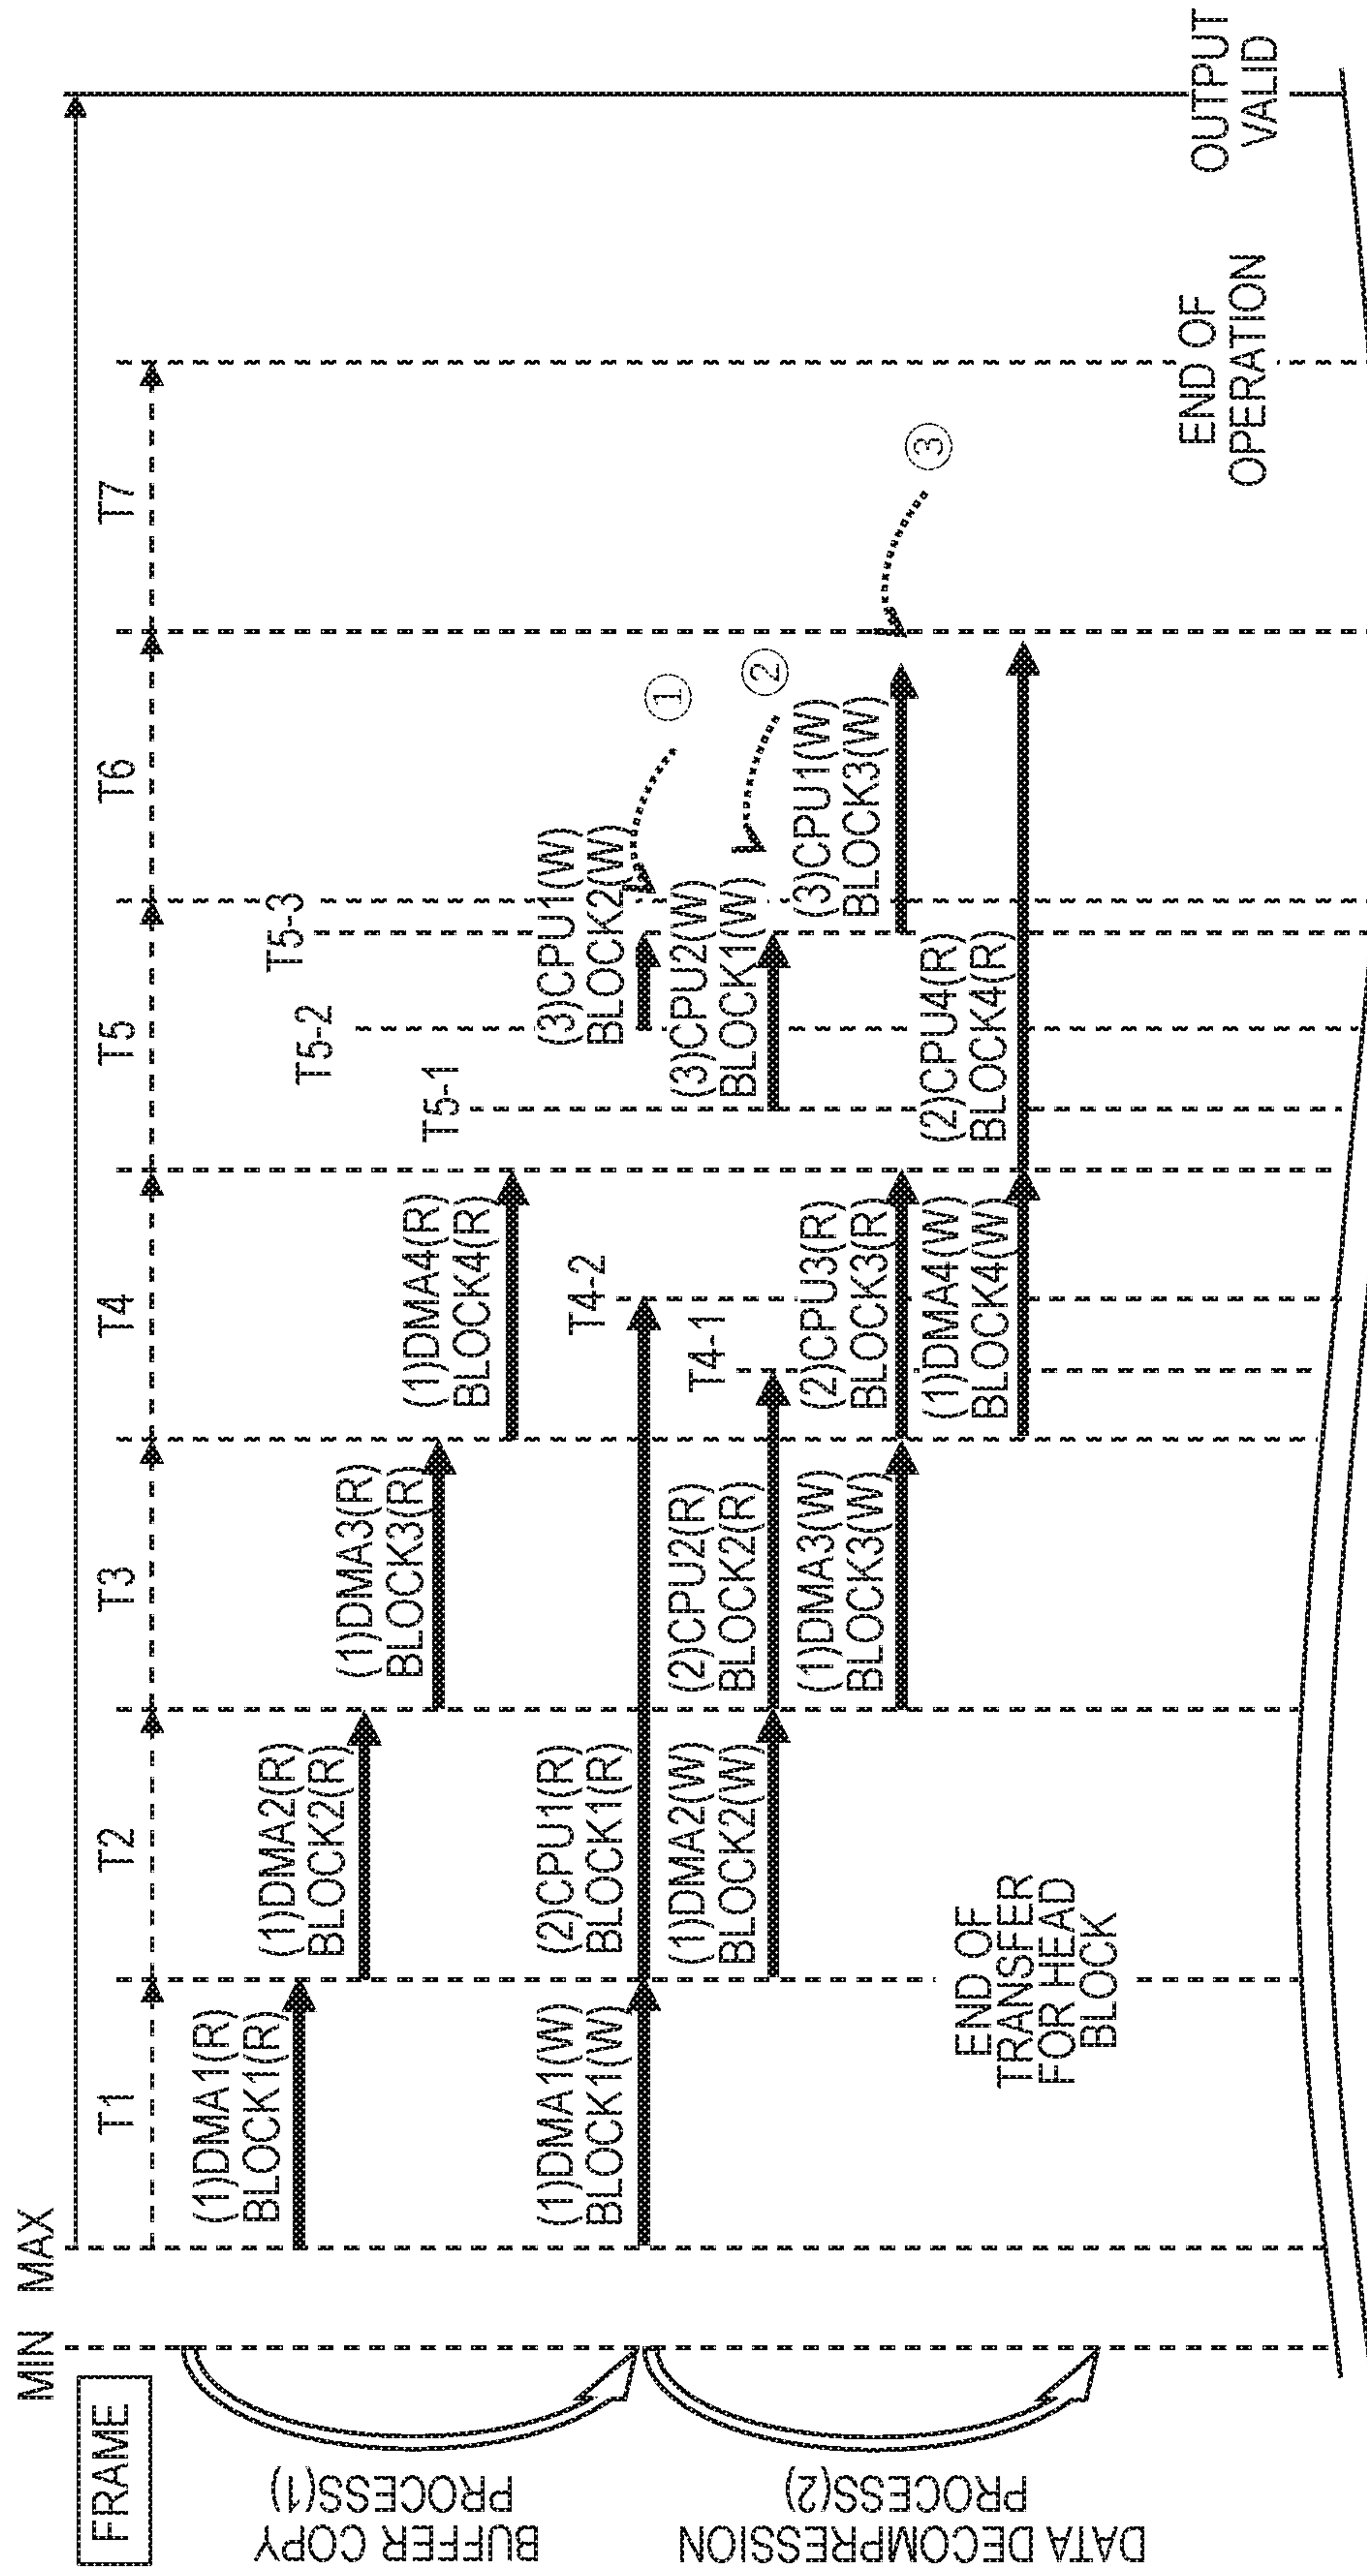 MIN MAX
FRAME
T1
T2
T3
T4
T5
T6
T7
BUFFER COPY
PROCESS(1)
DATA DECOMPRESSION
PROCESS(2)
(1)DMA1(R)
BLOCK1(R)
(1)DMA2(R)
BLOCK2(R)
(1)DMA3(R)
BLOCK3(R)
(1)DMA4(R)
BLOCK4(R)
T5-1
T5-2
T5-3
(1)DMA1(W)
BLOCK1(W)
(2)CPU1(R)
BLOCK1(R)
T4-2
(3)CPU1(W)
BLOCK2(W)
①
(1)DMA2(W)
BLOCK2(W)
(2)CPU2(R)
BLOCK2(R)
T4-1
(3)CPU2(W)
BLOCK1(W)
②
(1)DMA3(W)
BLOCK3(W)
(2)CPU3(R)
BLOCK3(R)
(3)CPU1(W)
BLOCK3(W)
③
(1)DMA4(W)
BLOCK4(W)
(2)CPU4(R)
BLOCK4(R)
END OF
TRANSFER
FOR HEAD
BLOCK
END OF
OPERATION
OUTPUT
VALID